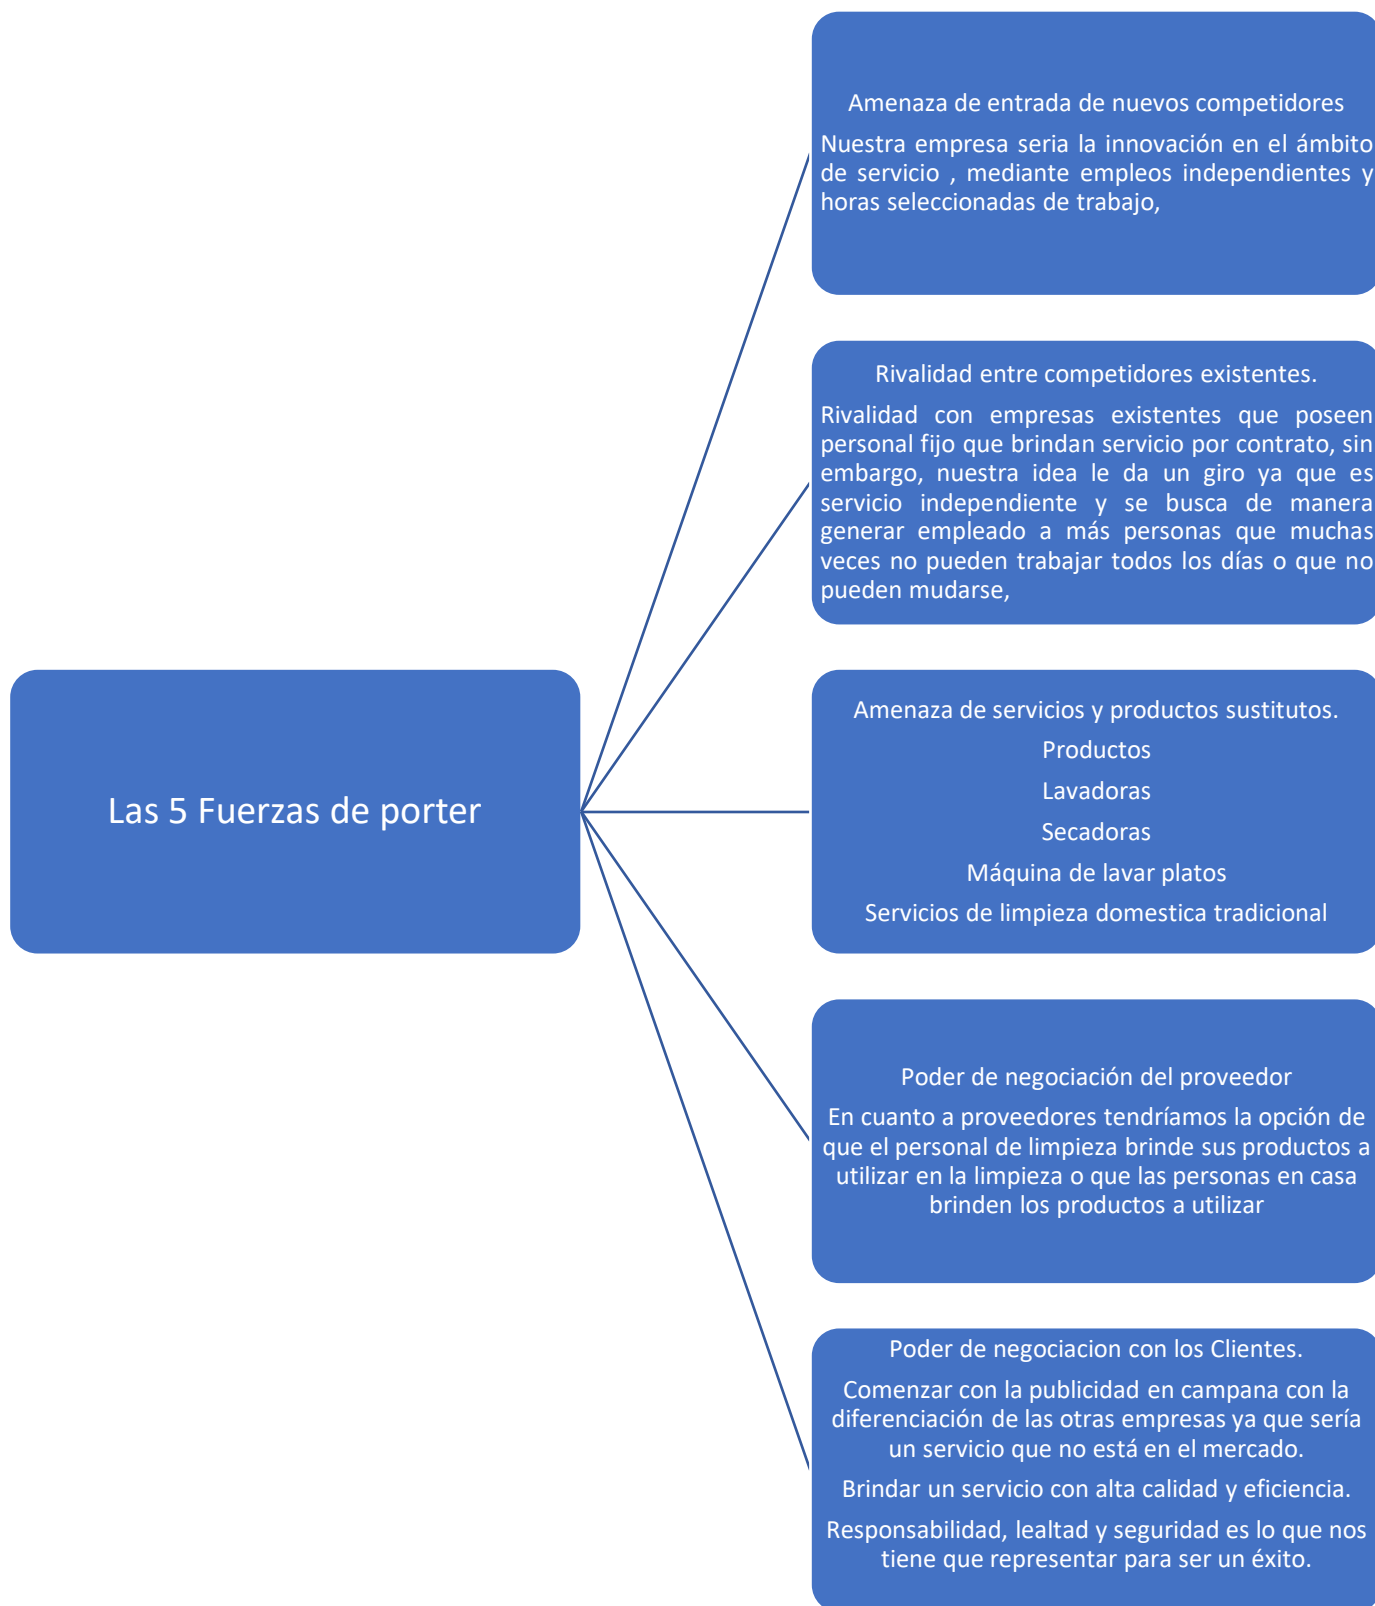 Amenaza de entrada de nuevos competidores
Nuestra empresa seria la innovación en el ámbito
de servicio , mediante empleos independientes y
horas seleccionadas de trabajo,
Rivalidad entre competidores existentes.
Rivalidad con empresas existentes que poseen
personal fijo que brindan servicio por contrato, sin
embargo, nuestra idea le da un giro ya que es
servicio independiente y se busca de manera
generar empleado a más personas que muchas
veces no pueden trabajar todos los días o que no
pueden mudarse,
Las 5 Fuerzas de porter
Amenaza de servicios y productos sustitutos.
Productos
Lavadoras
Secadoras
Máquina de lavar platos
Servicios de limpieza domestica tradicional
Poder de negociación del proveedor
En cuanto a proveedores tendríamos la opción de
que el personal de limpieza brinde sus productos a
utilizar en la limpieza o que las personas en casa
brinden los productos a utilizar
Poder de negociacion con los Clientes.
Comenzar con la publicidad en campana con la
diferenciación de las otras empresas ya que sería
un servicio que no está en el mercado.
Brindar un servicio con alta calidad y eficiencia.
Responsabilidad, lealtad y seguridad es lo que nos
tiene que representar para ser un éxito.